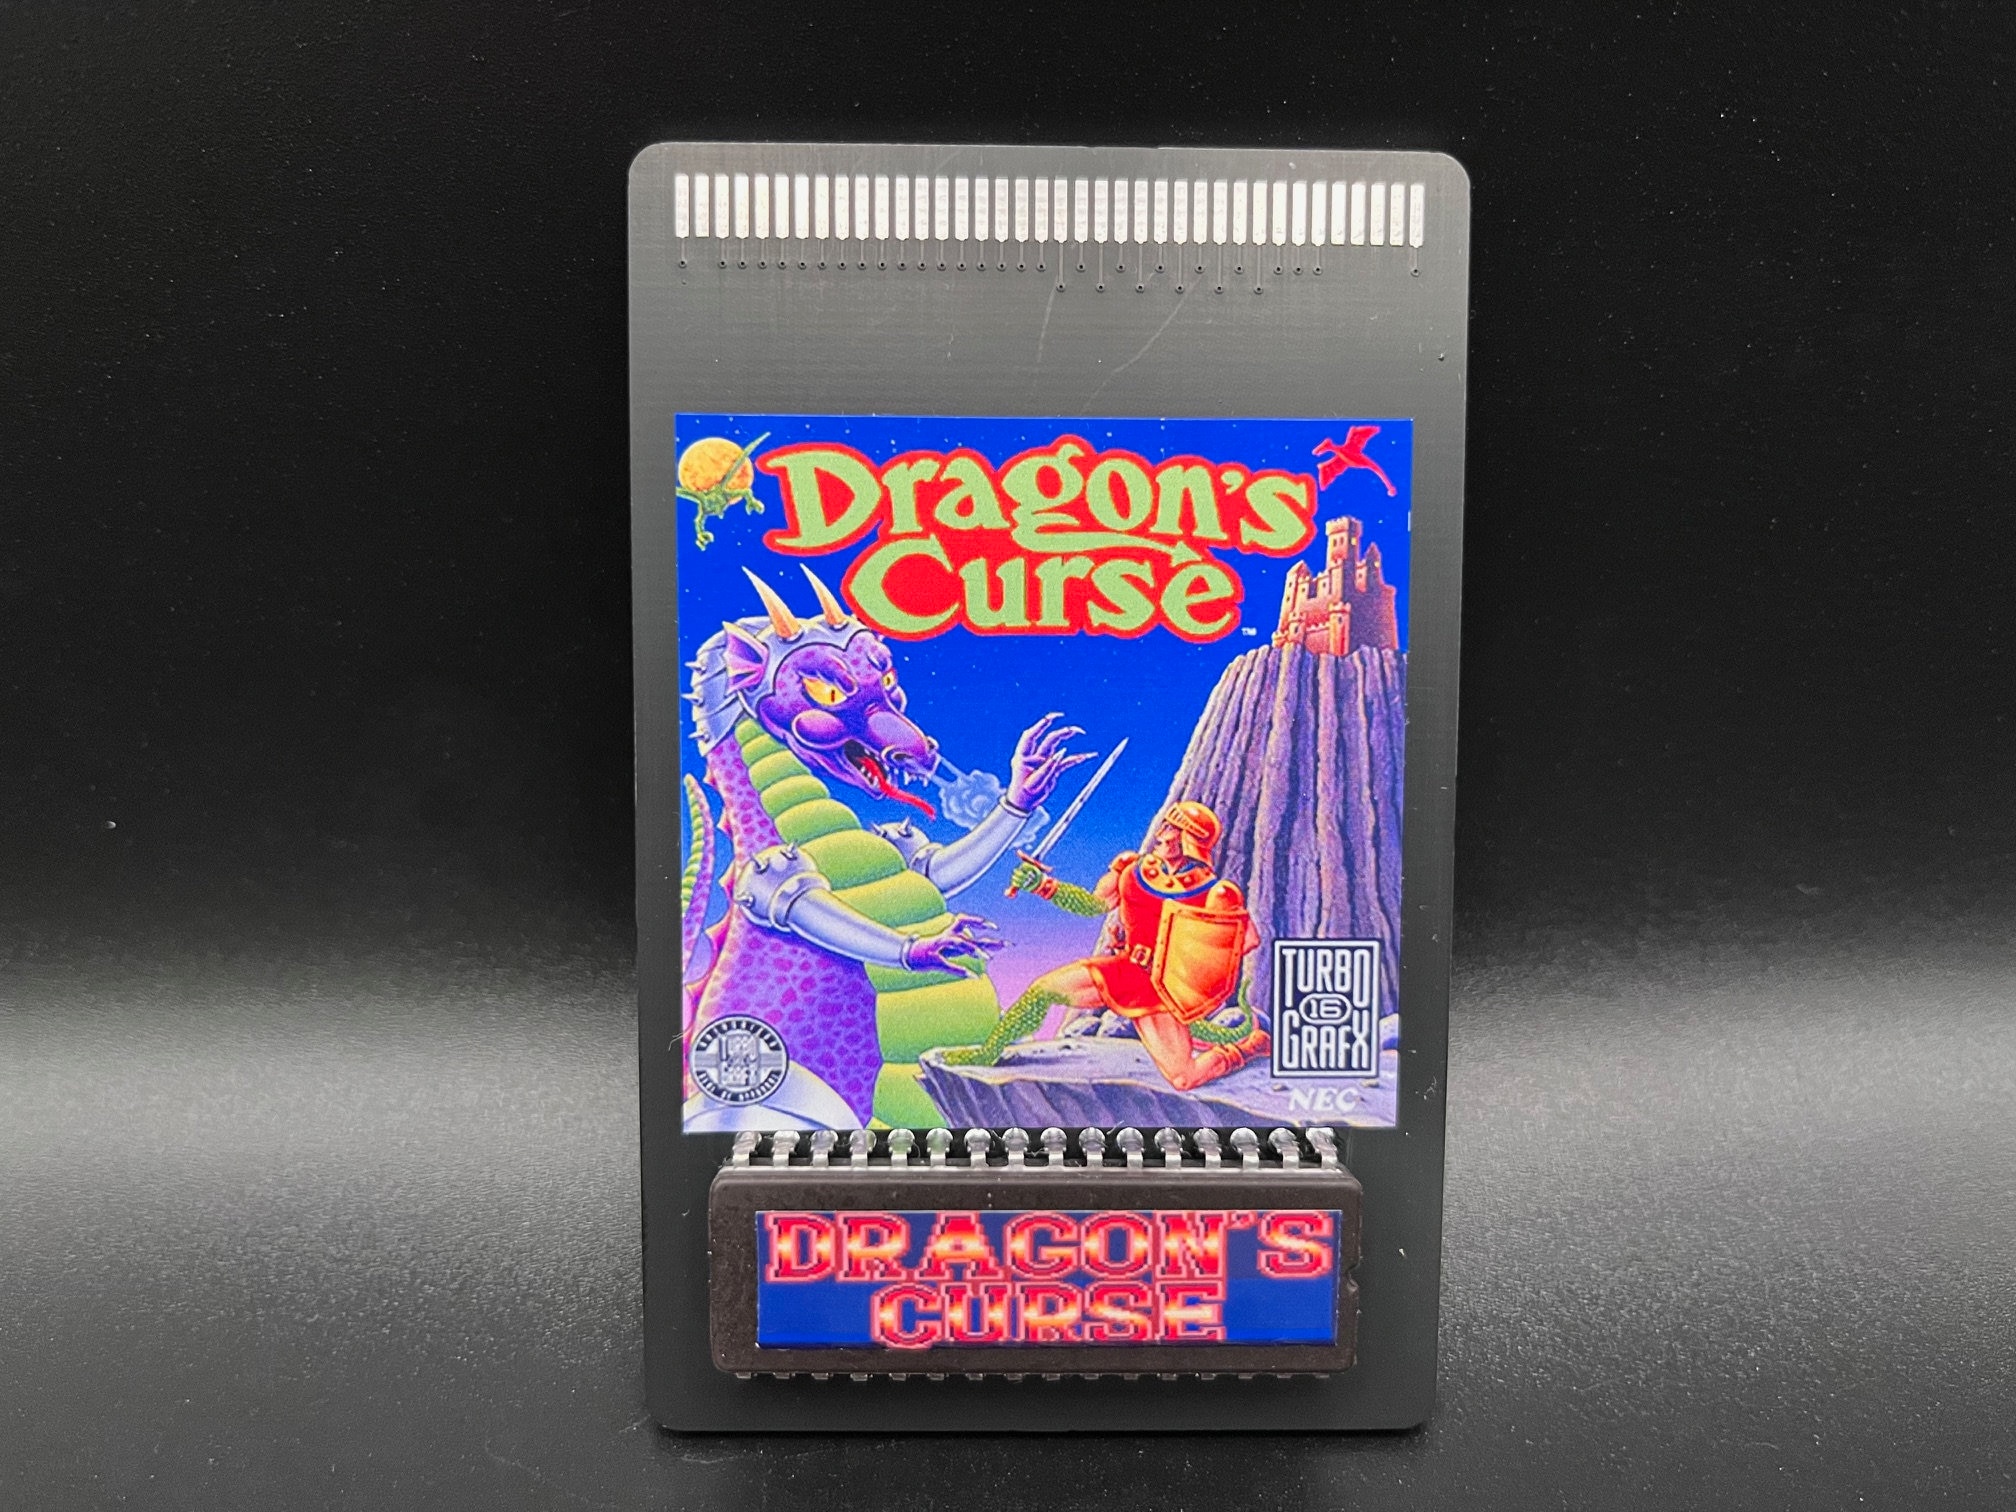 Dragon's
Curse
™
TURBO
16
GRAFX
NEC
DRAGON'S
CURSE